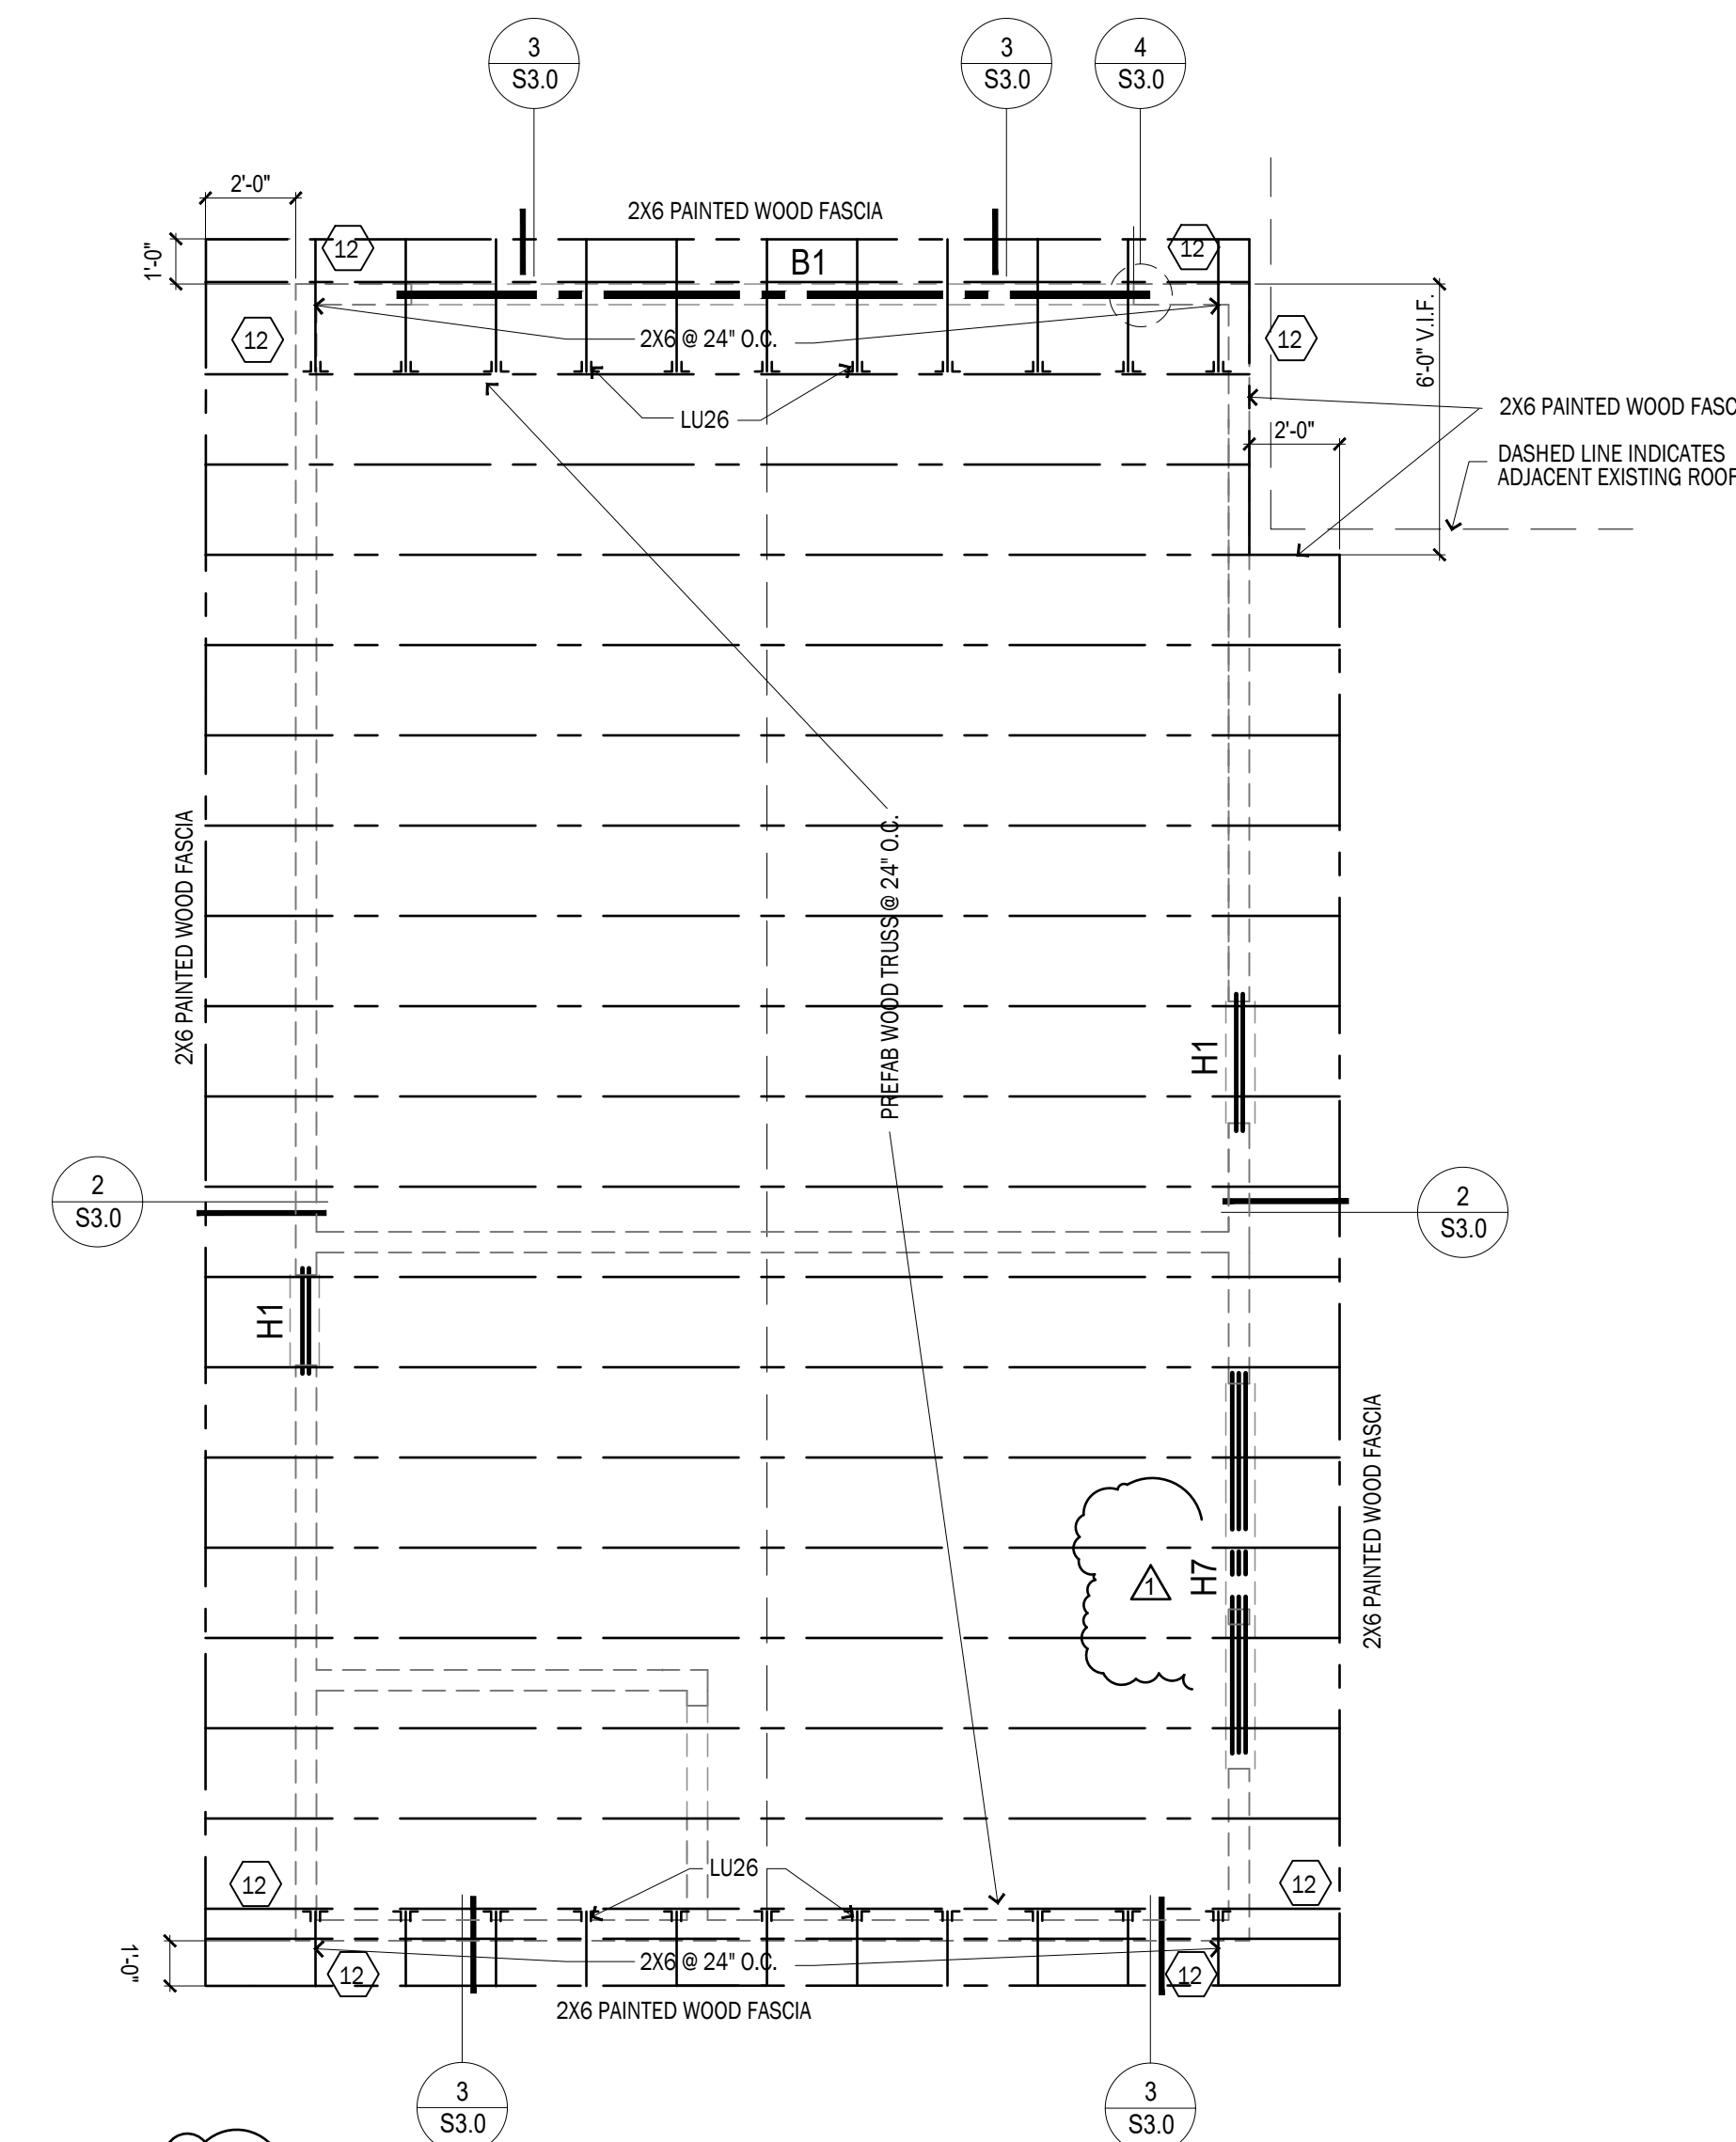 3
S3.0
3
S3.0
4
S3.0
2'-0"
2X6 PAINTED WOOD FASCIA
1'-0"
12
B1
12
12
2X6 @ 24" O.C.
12
6'-0" V.I.F.
LU26
2'-0"
2X6 PAINTED WOOD FASC
DASHED LINE INDICATES
ADJACENT EXISTING ROOF
2X6 PAINTED WOOD FASCIA
PREFAB WOOD TRUSS @ 24" O.C.
H1
2
S3.0
2
S3.0
H1
2X6 PAINTED WOOD FASCIA
1
H7
12
LU26
12
1'-0"
12
2X6 @ 24" O.C.
12
2X6 PAINTED WOOD FASCIA
3
S3.0
3
S3.0